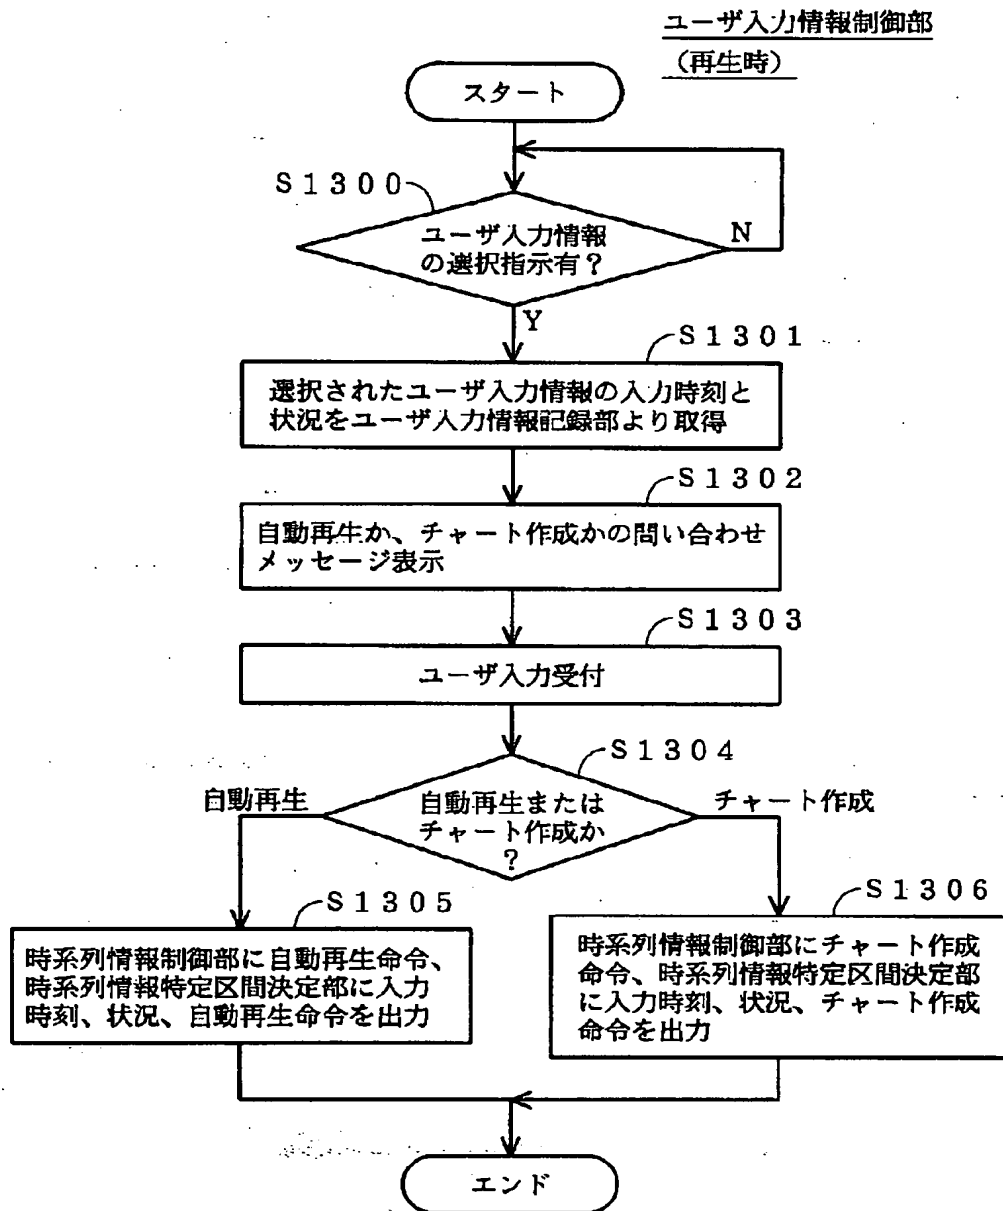 ユーザ入力情報制御部
(再生時)
スタート
S1300
ユーザ入力情報
の選択指示有?
N
Y
S1301
選択されたユーザ入力情報の入力時刻と
状況をユーザ入力情報記録部より取得
S1302
自動再生か、チャート作成かの問い合わせ
メッセージ表示
S1303
ユーザ入力受付
S1304
自動再生または
チャート作成か
?
自動再生
チャート作成
S1305
時系列情報制御部に自動再生命令、
時系列情報特定区間決定部に入力
時刻、状況、自動再生命令を出力
S1306
時系列情報制御部にチャート作成
命令、時系列情報特定区間決定部
に入力時刻、状況、チャート作成
命令を出力
エンド